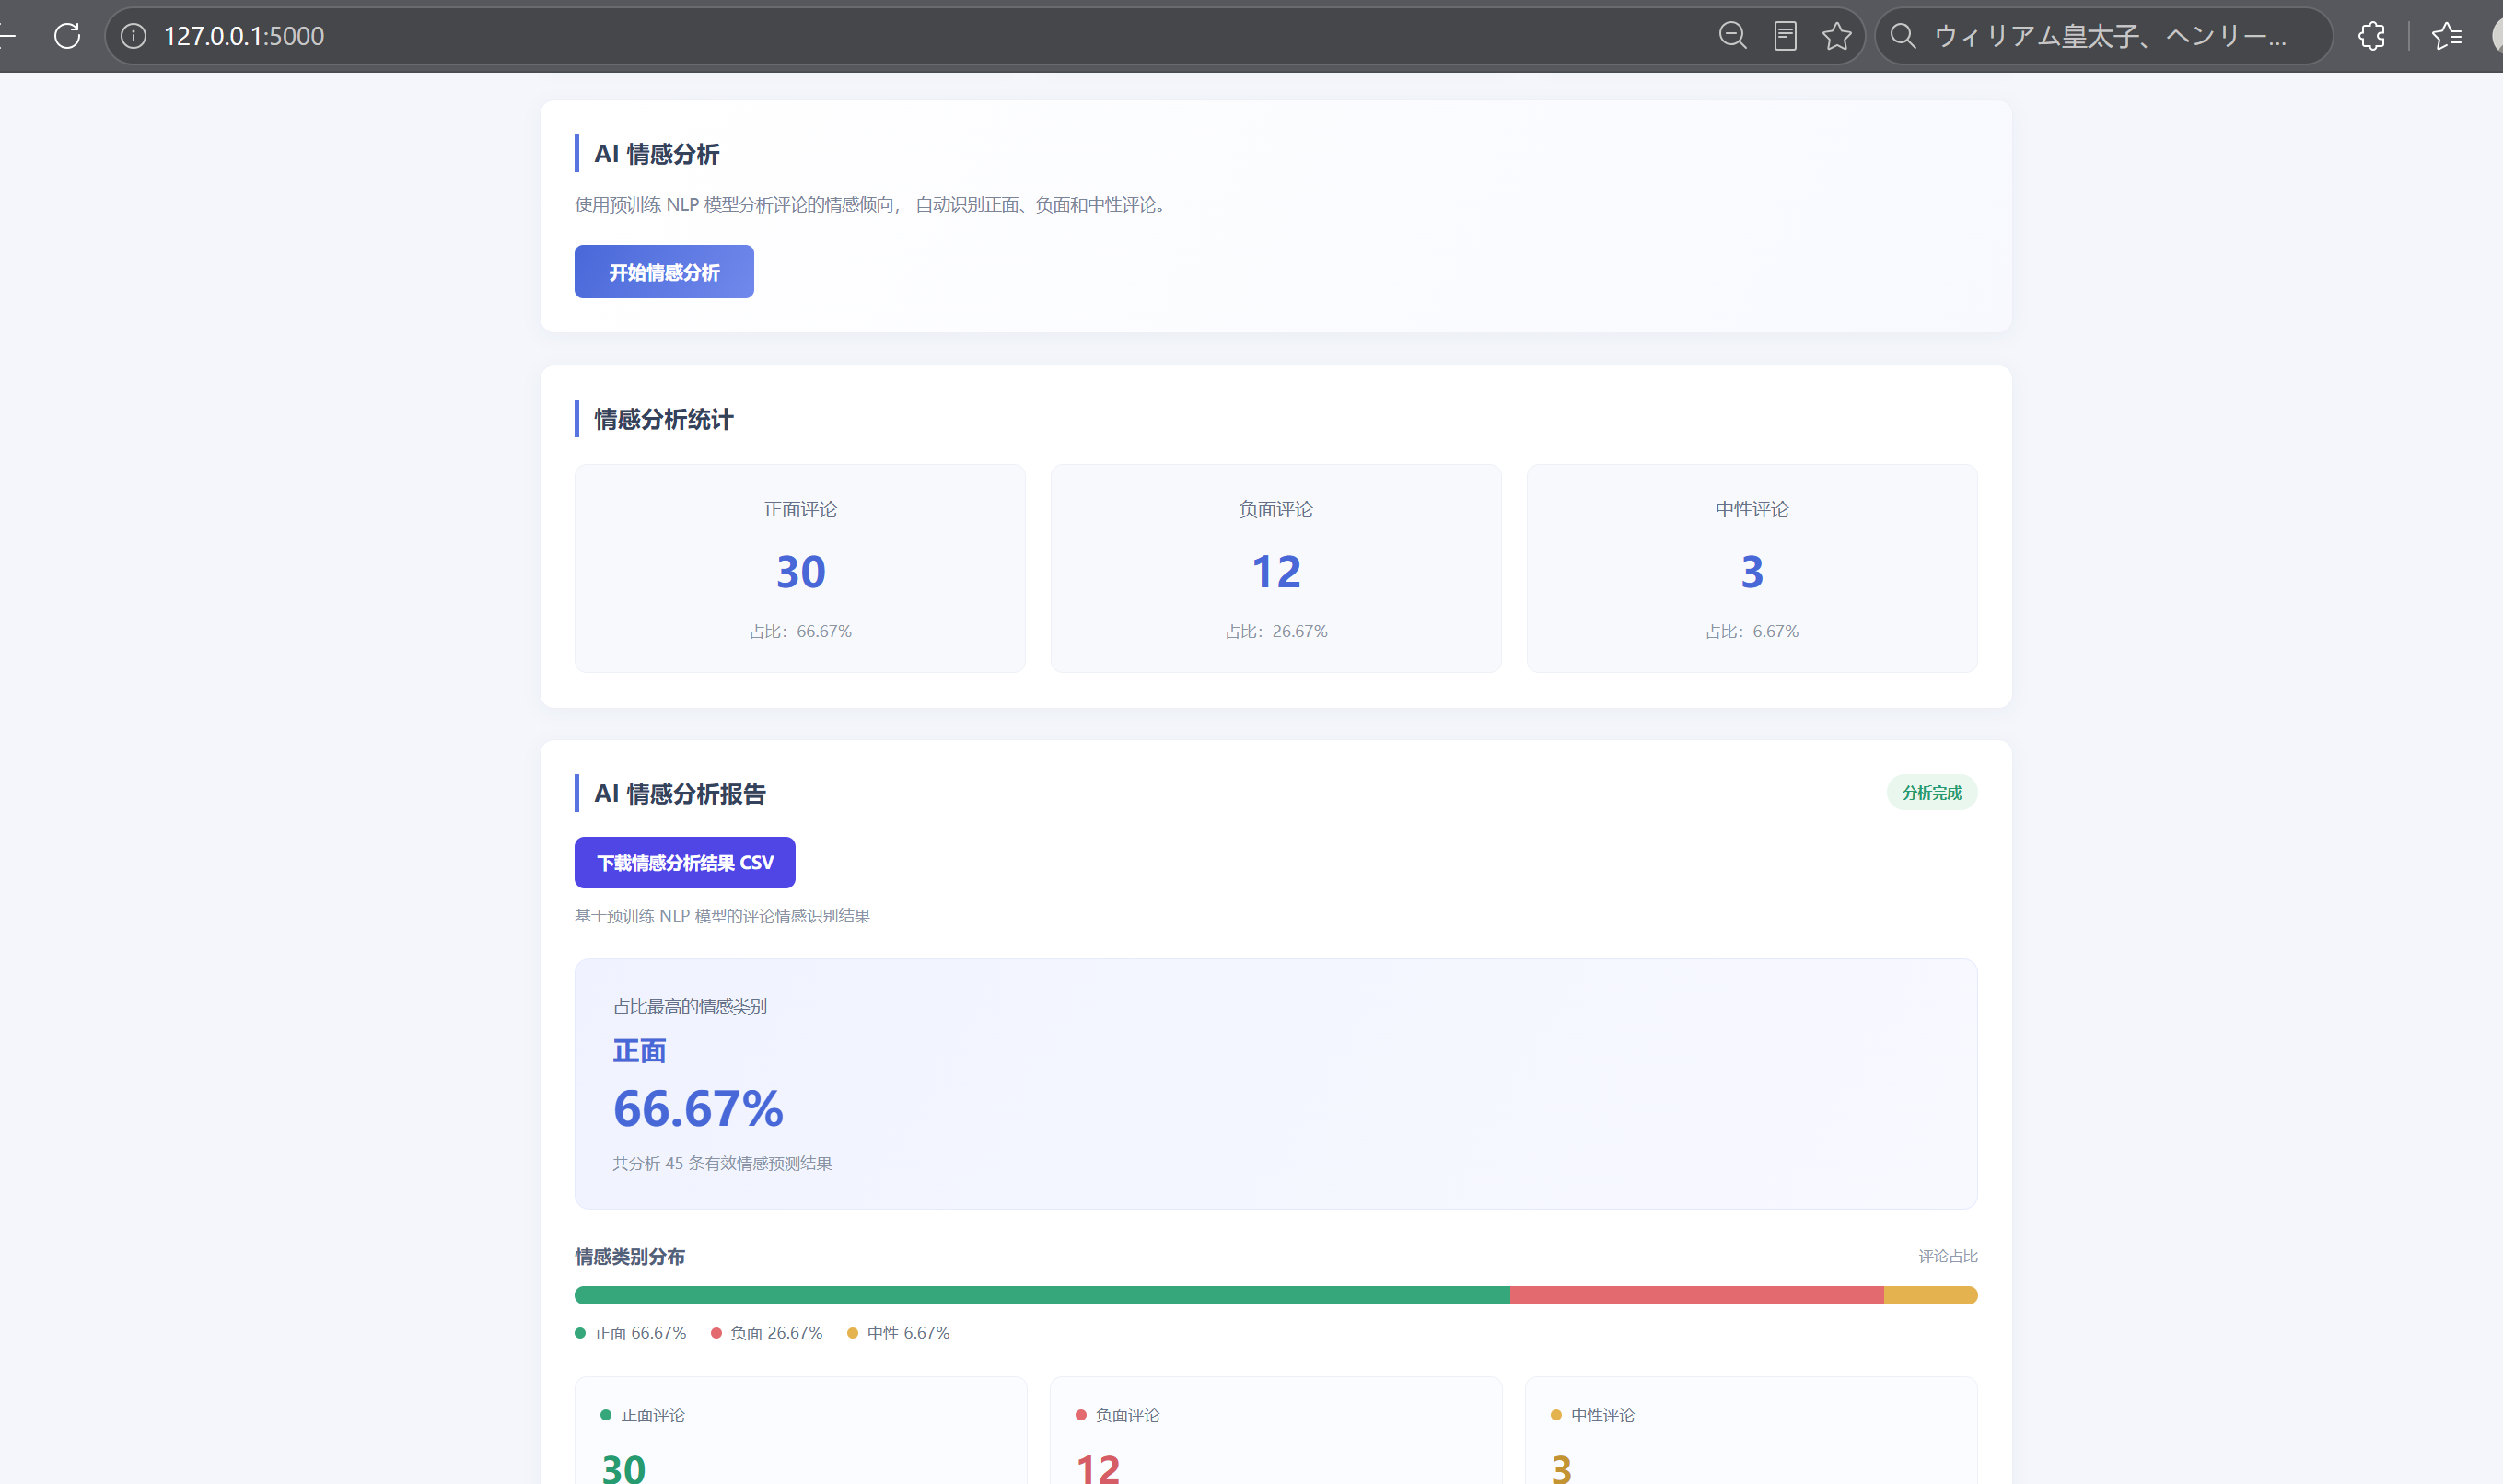 127.0.0.1:5000
ウィリアム皇太子、ヘンリー...
AI 情感分析
使用预训练 NLP 模型分析评论的情感倾向， 自动识别正面、负面和中性评论。
开始情感分析
情感分析统计
正面评论
30
占比：66.67%
负面评论
12
占比：26.67%
中性评论
3
占比：6.67%
AI 情感分析报告
分析完成
下载情感分析结果 CSV
基于预训练 NLP 模型的评论情感识别结果
占比最高的情感类别
正面
66.67%
共分析 45 条有效情感预测结果
情感类别分布
评论占比
正面 66.67%
负面 26.67%
中性 6.67%
正面评论
30
负面评论
12
中性评论
3